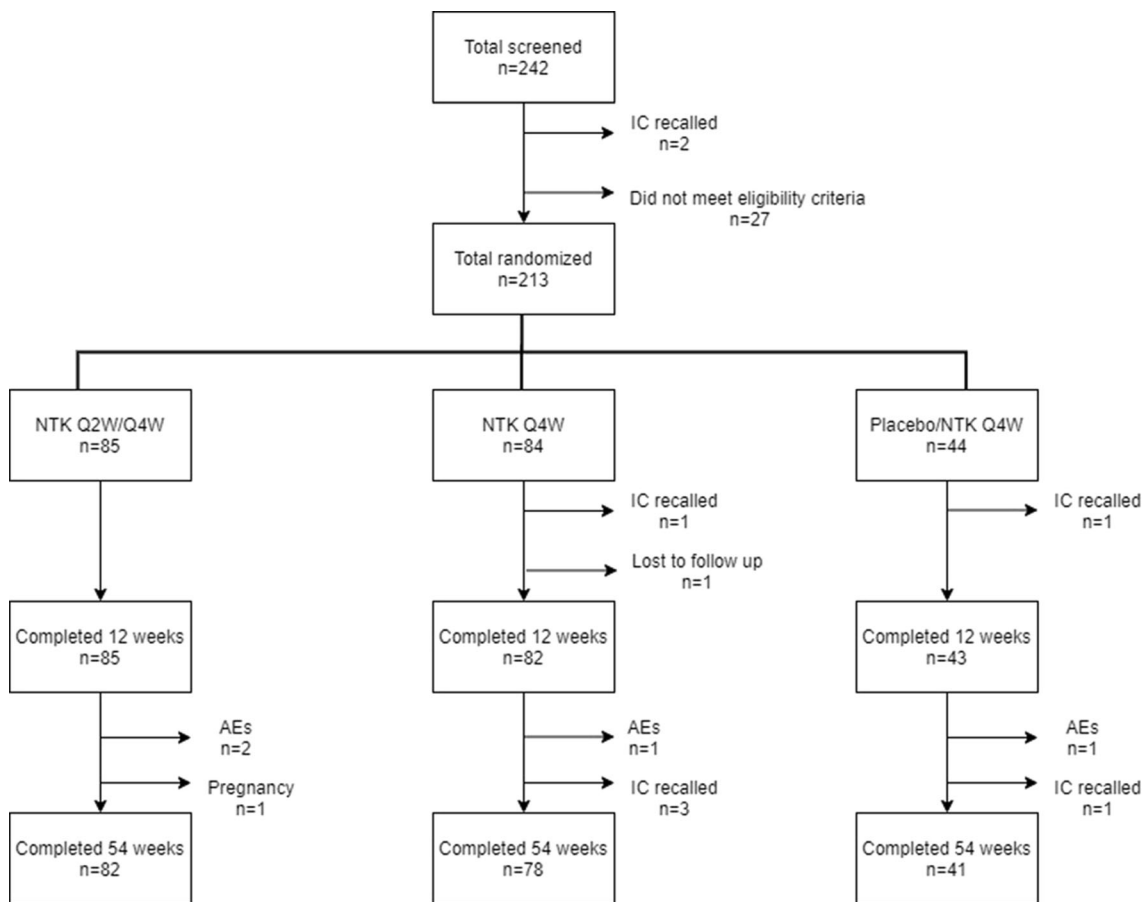 Total screened
n=242
IC recalled
n=2
Did not meet eligibility criteria
n=27
Total randomized
n=213
NTK Q2W/Q4W
n=85
NTK Q4W
n=84
Placebo/NTK Q4W
n=44
IC recalled
n=1
Lost to follow up
n=1
IC recalled
n=1
Completed 12 weeks
n=85
Completed 12 weeks
n=82
Completed 12 weeks
n=43
AEs
n=2
Pregnancy
n=1
AEs
n=1
IC recalled
n=3
AEs
n=1
IC recalled
n=1
Completed 54 weeks
n=82
Completed 54 weeks
n=78
Completed 54 weeks
n=41